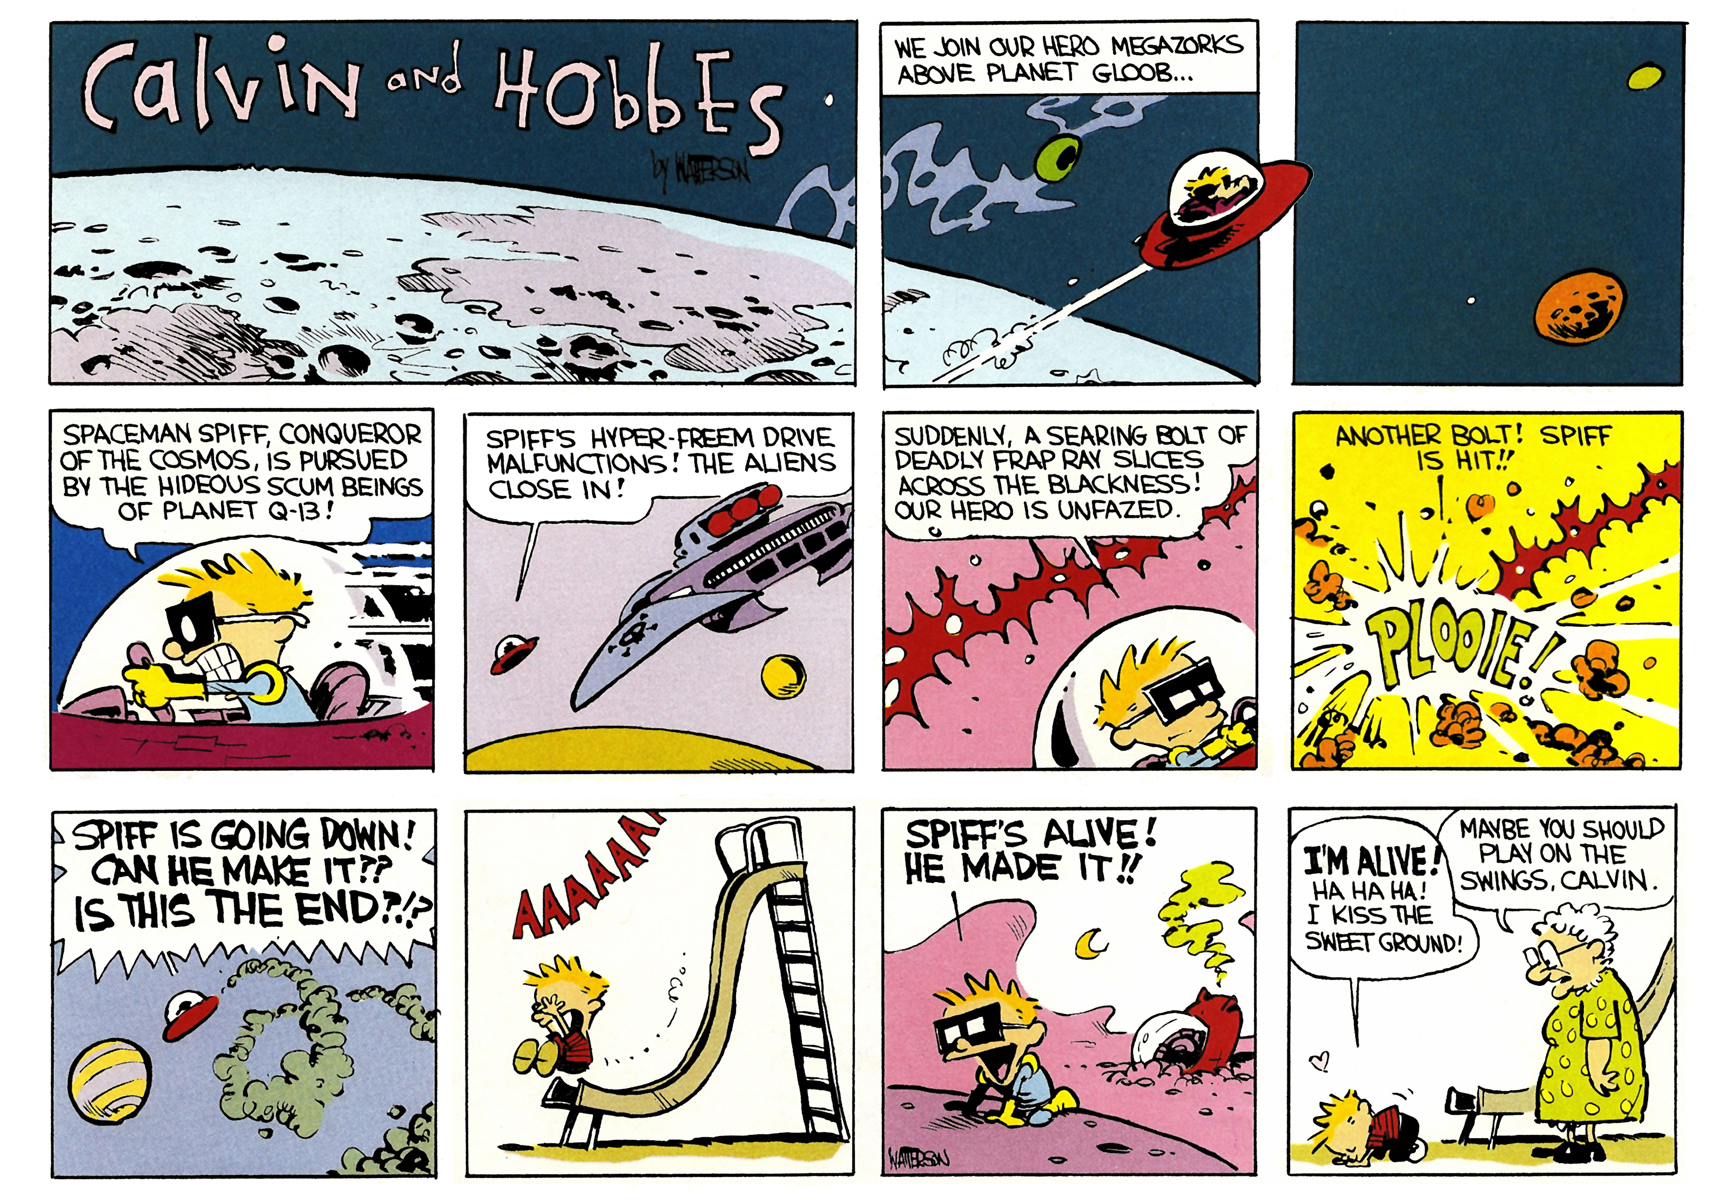 Calvin and Hobbes
by Watterson
WE JOIN OUR HERO MEGAZORKS
ABOVE PLANET GLOOB...
SPACEMAN SPIFF, CONQUEROR
OF THE COSMOS, IS PURSUED
BY THE HIDEOUS SCUM BEINGS
OF PLANET Q-13!
SPIFF'S HYPER-FREEM DRIVE
MALFUNCTIONS! THE ALIENS
CLOSE IN!
SUDDENLY, A SEARING BOLT OF
DEADLY FRAP RAY SLICES
ACROSS THE BLACKNESS!
OUR HERO IS UNFAZED.
ANOTHER BOLT! SPIFF
IS HIT!!
PLOOIE!
SPIFF IS GOING DOWN!
CAN HE MAKE IT??
IS THIS THE END?!?
AAAAAAA
SPIFF'S ALIVE!
HE MADE IT!!
WATTERSON
I'M ALIVE!
HA HA HA!
I KISS THE
SWEET GROUND!
MAYBE YOU SHOULD
PLAY ON THE
SWINGS, CALVIN.